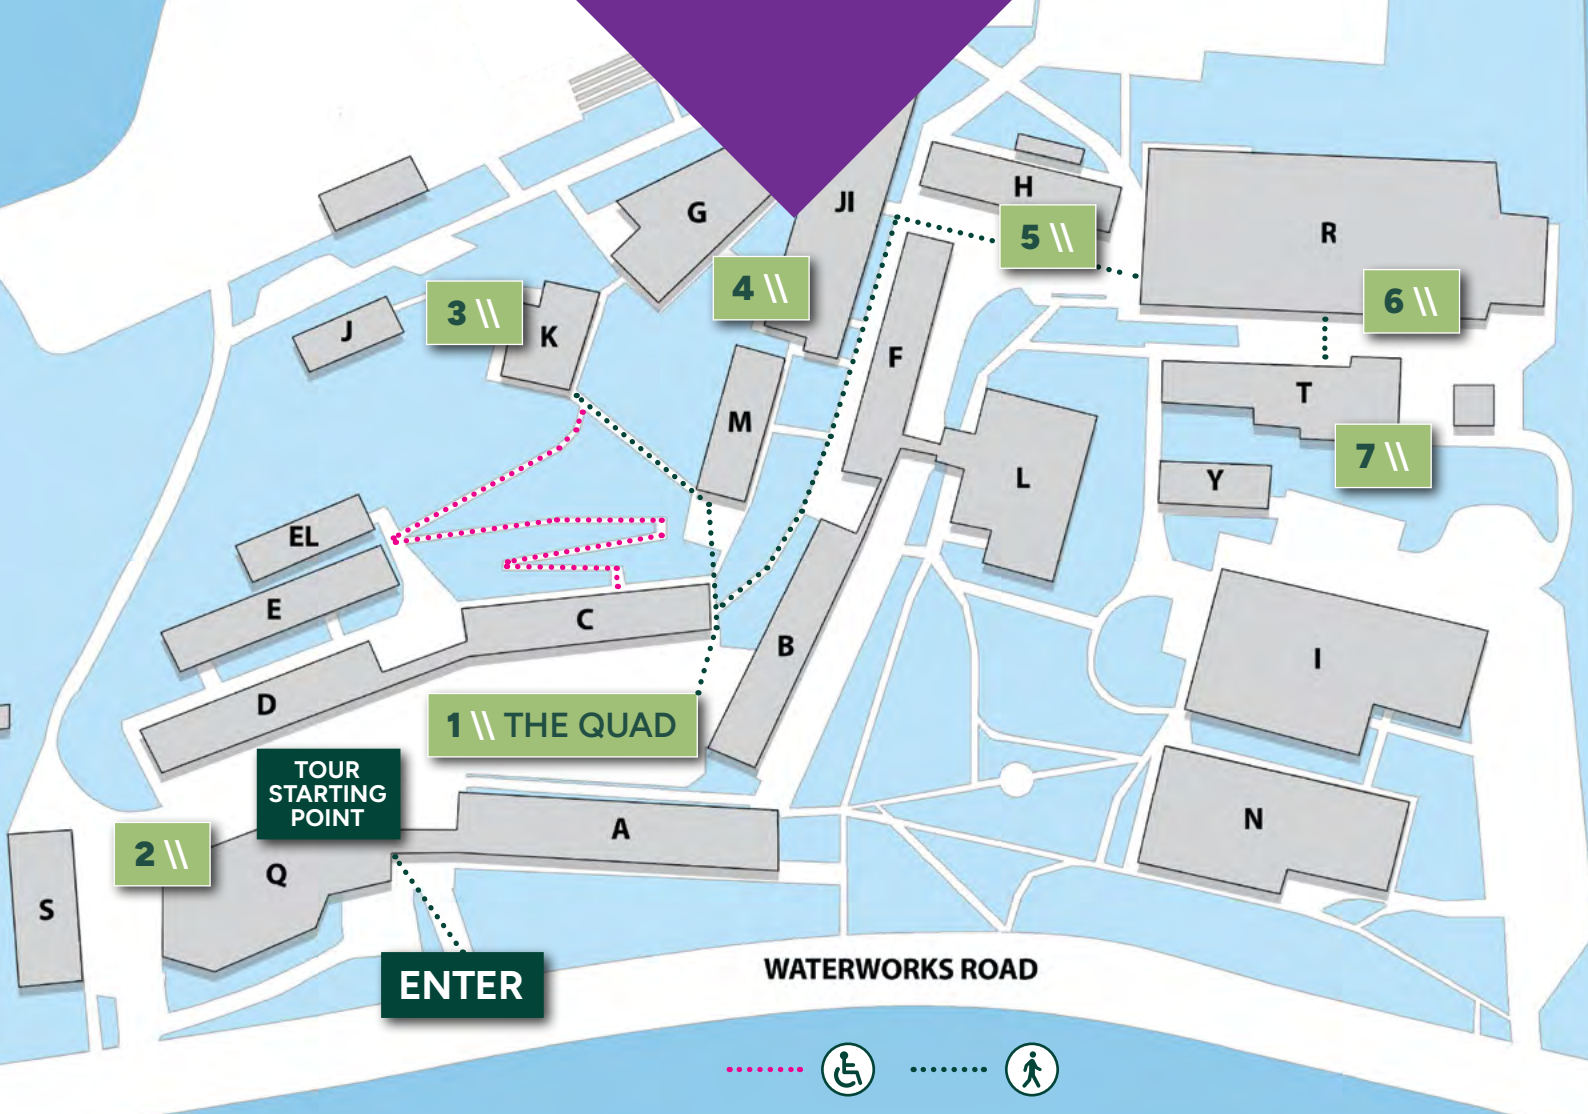 G
JI
H
5 \\
R
4 \\
6 \\
3 \\
J
K
F
T
M
7 \\
L
Y
EL
E
C
B
I
D
1 \\ THE QUAD
TOUR
STARTING
POINT
A
N
2 \\
Q
S
ENTER
WATERWORKS ROAD